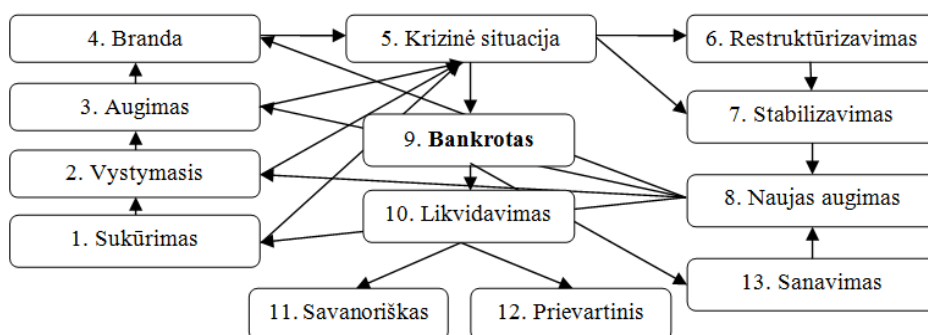 4. Branda
5. Krizinė situacija
6. Restruktūrizavimas
3. Augimas
7. Stabilizavimas
9. Bankrotas
2. Vystymasis
8. Naujas augimas
10. Likvidavimas
1. Sukūrimas
13. Sanavimas
11. Savanoriškas
12. Prievartinis